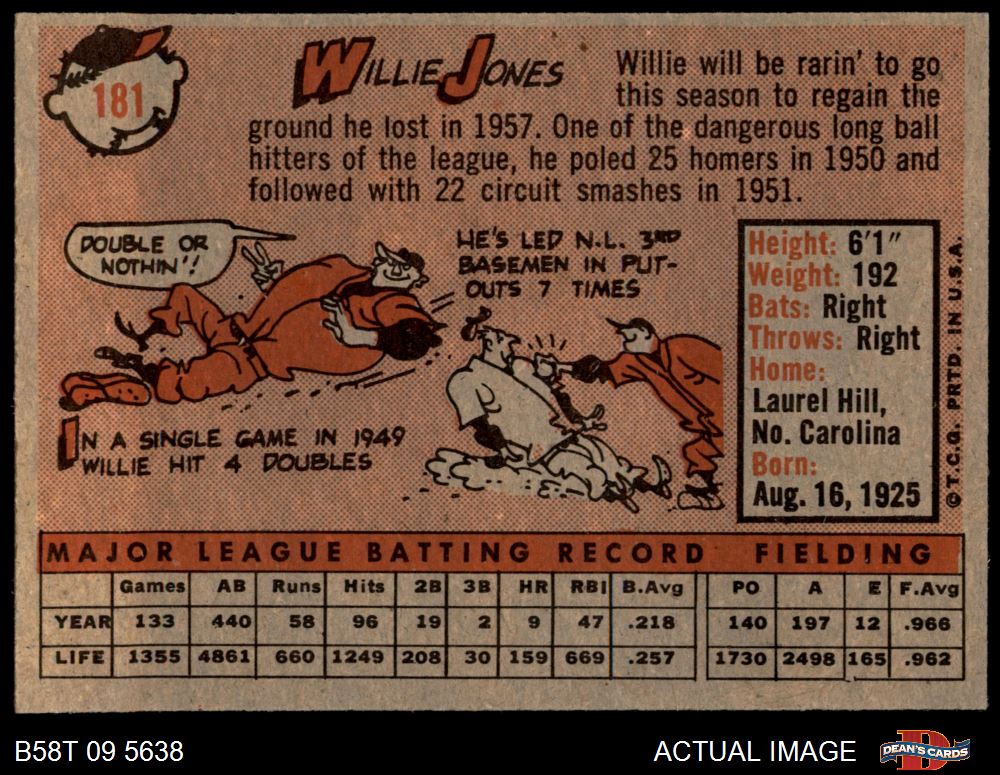 181
WILLIE JONES
Willie will be rarin' to go
this season to regain the
ground he lost in 1957. One of the dangerous long ball
hitters of the league, he poled 25 homers in 1950 and
followed with 22 circuit smashes in 1951.
DOUBLE OR
NOTHIN'!
HE'S LED N.L. 3RD
BASEMEN IN PUT-
OUTS 7 TIMES
IN A SINGLE GAME IN 1949
WILLIE HIT 4 DOUBLES
Height: 6'1"
Weight: 192
Bats: Right
Throws: Right
Home:
Laurel Hill,
No. Carolina
Born:
Aug. 16, 1925
©T.C.G. PRTD. IN U.S.A.
MAJOR LEAGUE BATTING RECORD FIELDING
Games AB Runs Hits 2B 3B HR RBI B.Avg PO A E F.Avg
YEAR 133 440 58 96 19 2 9 47 .218 140 197 12 .966
LIFE 1355 4861 660 1249 208 30 159 669 .257 1730 2498 165 .962
B58T 09 5638
ACTUAL IMAGE
DEAN'S CARDS